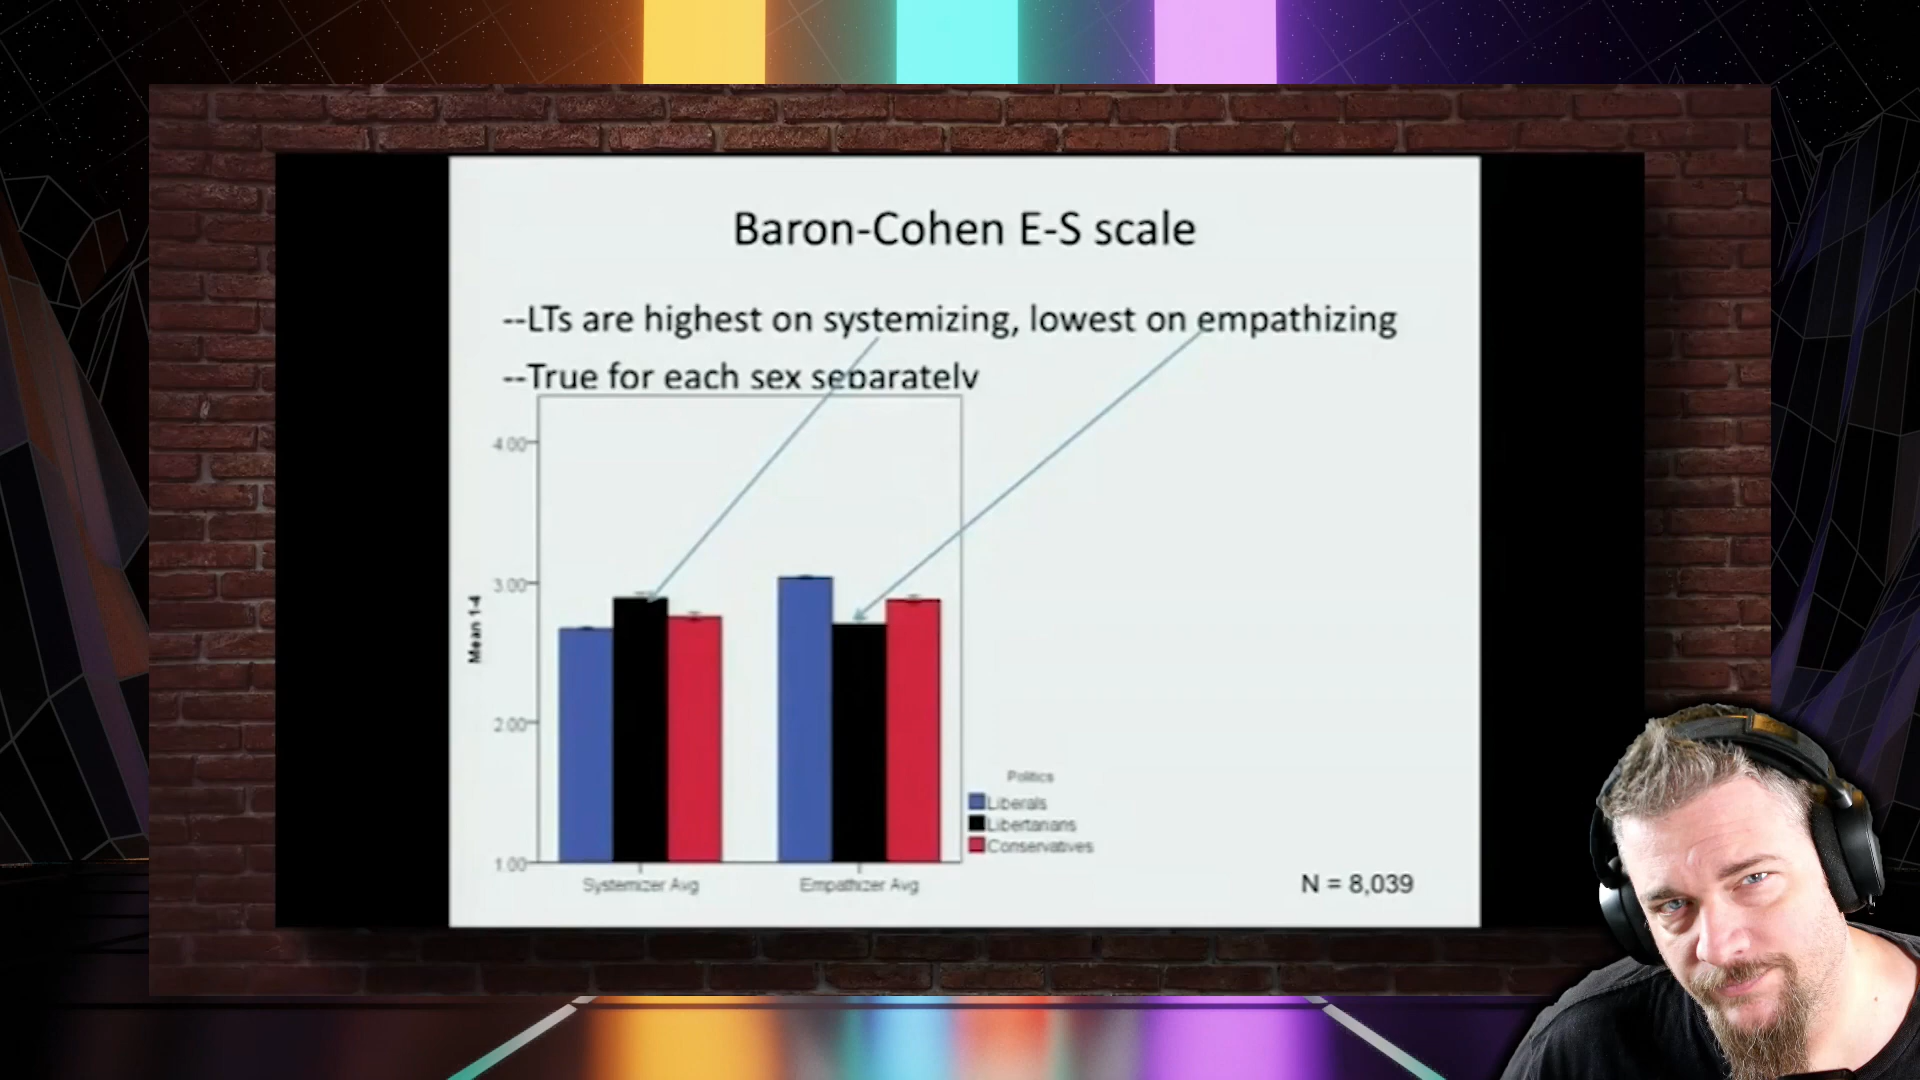 Baron-Cohen E-S scale
--LTs are highest on systemizing, lowest on empathizing
--True for each sex separately
4.00
3.00
2.00
1.00
Mean 1-4
Systemizer Avg
Empathizer Avg
Politics
Liberals
Libertarians
Conservatives
N = 8,039